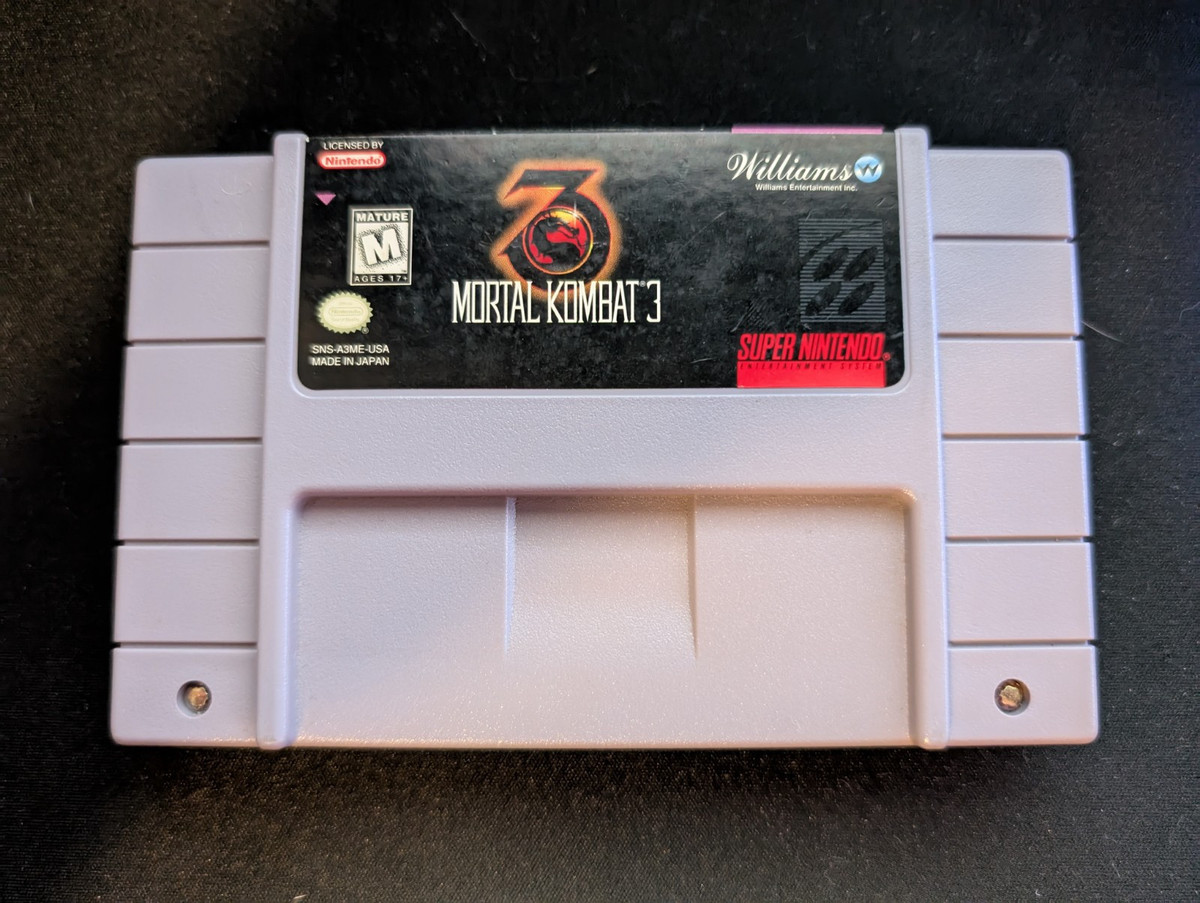 LICENSED BY
Nintendo
MATURE
M
AGES 17+
SNS-A3ME-USA
MADE IN JAPAN
3
MORTAL KOMBAT 3
Williams W
Williams Entertainment Inc.
SUPER NINTENDO®
ENTERTAINMENT SYSTEM